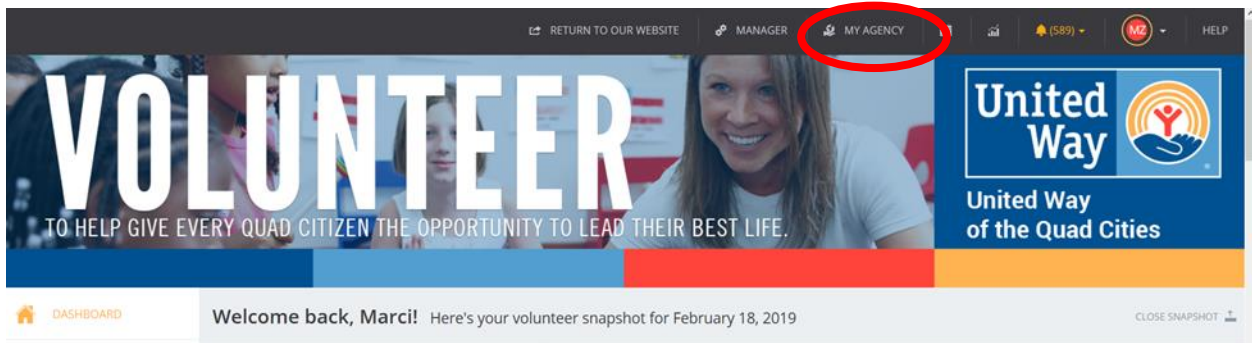 RETURN TO OUR WEBSITE MANAGER MY AGENCY (589) MZ HELP
VOLUNTEER
TO HELP GIVE EVERY QUAD CITIZEN THE OPPORTUNITY TO LEAD THEIR BEST LIFE.
United
Way
United Way
of the Quad Cities
DASHBOARD Welcome back, Marci! Here's your volunteer snapshot for February 18, 2019 CLOSE SNAPSHOT